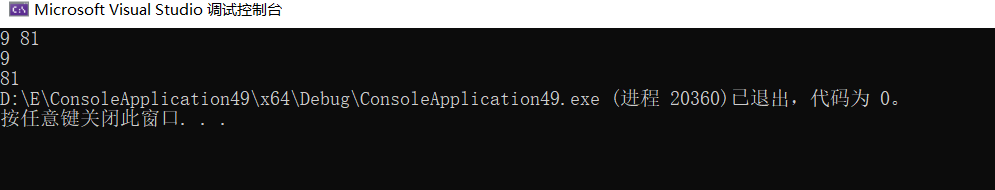 C:\
Microsoft Visual Studio 调试控制台
9 81
9
81
D:\E\ConsoleApplication49\x64\Debug\ConsoleApplication49.exe (进程 20360)已退出，代码为 0。
按任意键关闭此窗口. . .